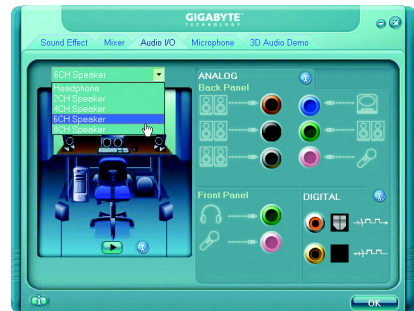 GIGABYTE
TECHNOLOGY
Sound Effect Mixer Audio I/O Microphone 3D Audio Demo
6CH Speaker
Headphone
2CH Speaker
4CH Speaker
6CH Speaker
8CH Speaker
ANALOG
Back Panel
Front Panel
DIGITAL
OK